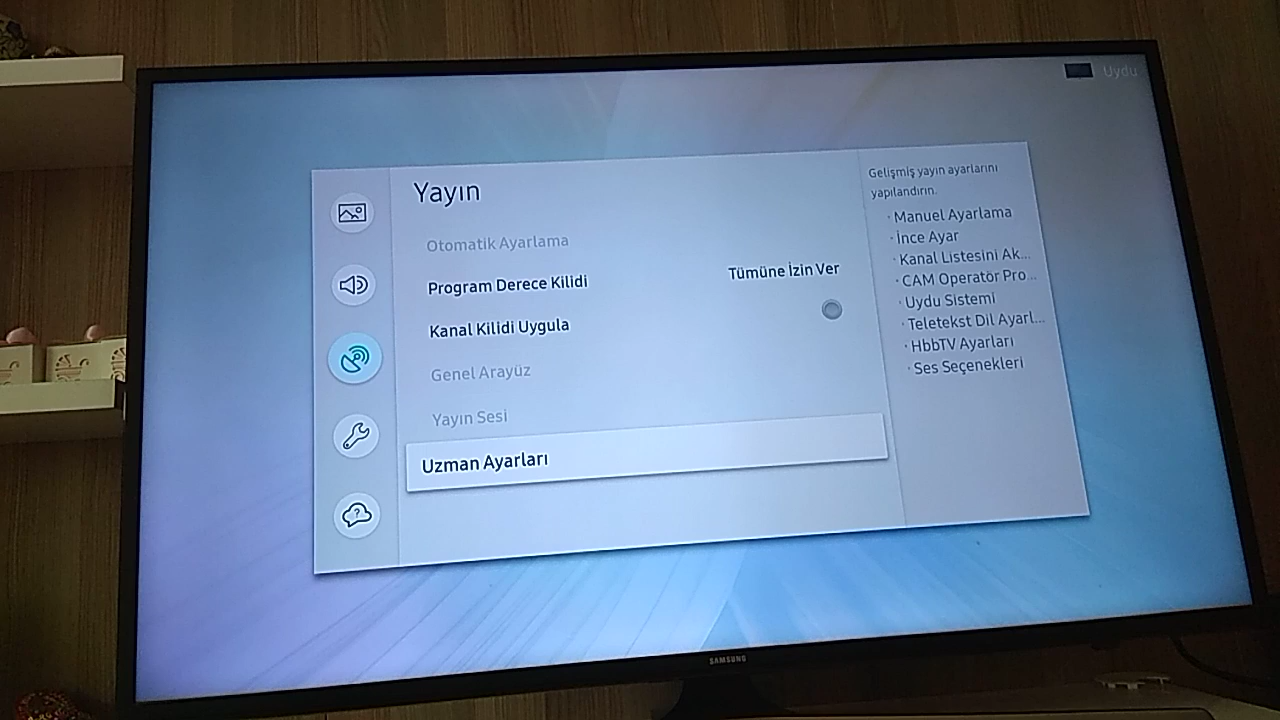 Uydu
Yayın
Otomatik Ayarlama
Program Derece Kilidi
Tümüne İzin Ver
Kanal Kilidi Uygula
Genel Arayüz
Yayın Sesi
Uzman Ayarları
Gelişmiş yayın ayarlarını
yapılandırın.
· Manuel Ayarlama
· İnce Ayar
· Kanal Listesini Ak...
· CAM Operatör Pro...
· Uydu Sistemi
· Teletekst Dil Ayarl...
· HbbTV Ayarları
· Ses Seçenekleri
SAMSUNG